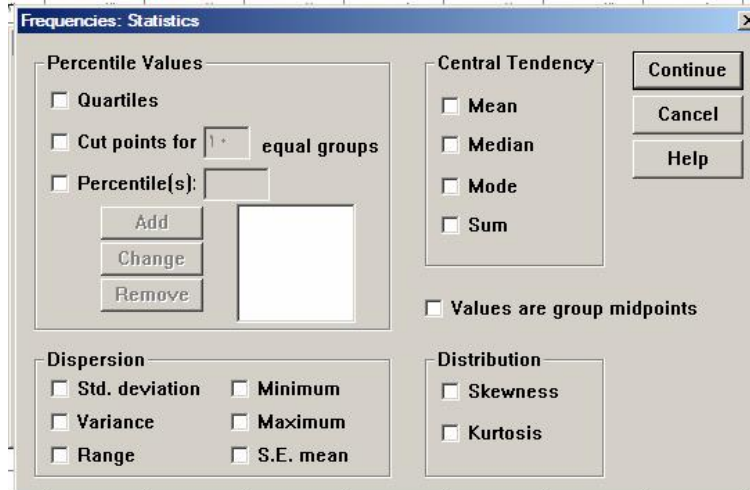 Frequencies: Statistics
Percentile Values
Quartiles
Cut points for ١٠ equal groups
Percentile(s):
Add
Change
Remove
Central Tendency
Mean
Median
Mode
Sum
Continue
Cancel
Help
Values are group midpoints
Dispersion
Std. deviation Minimum
Variance Maximum
Range S.E. mean
Distribution
Skewness
Kurtosis